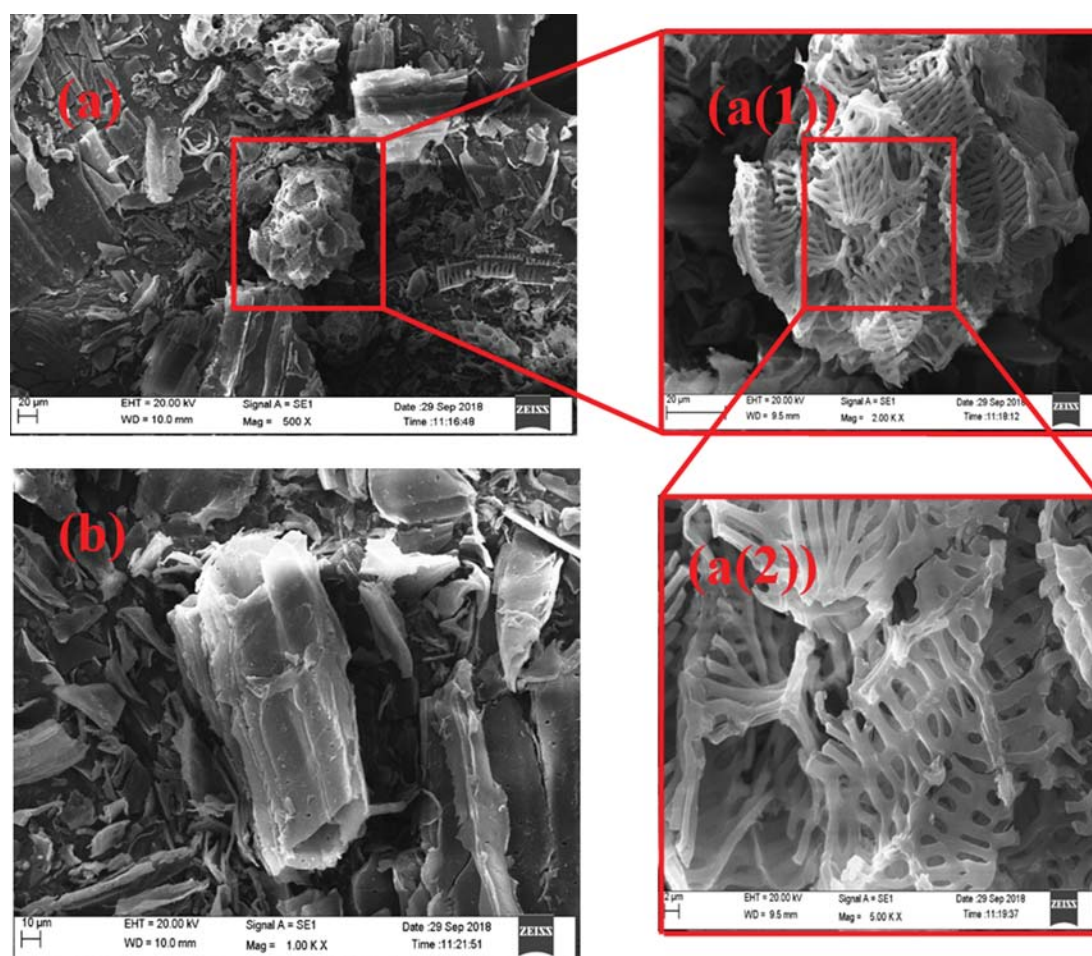 (a)
20 µm
EHT = 20.00 kV
WD = 10.0 mm
Signal A = SE1
Mag = 500 X
Date :29 Sep 2018
Time :11:16:48
ZEISS
(a(1))
20 µm
EHT = 20.00 kV
WD = 9.5 mm
Signal A = SE1
Mag = 2.00 K X
Date :29 Sep 2018
Time :11:18:12
ZEISS
(b)
10 µm
EHT = 20.00 kV
WD = 10.0 mm
Signal A = SE1
Mag = 1.00 K X
Date :29 Sep 2018
Time :11:21:51
ZEISS
(a(2))
2 µm
EHT = 20.00 kV
WD = 9.5 mm
Signal A = SE1
Mag = 5.00 K X
Date :29 Sep 2018
Time :11:19:37
ZEISS